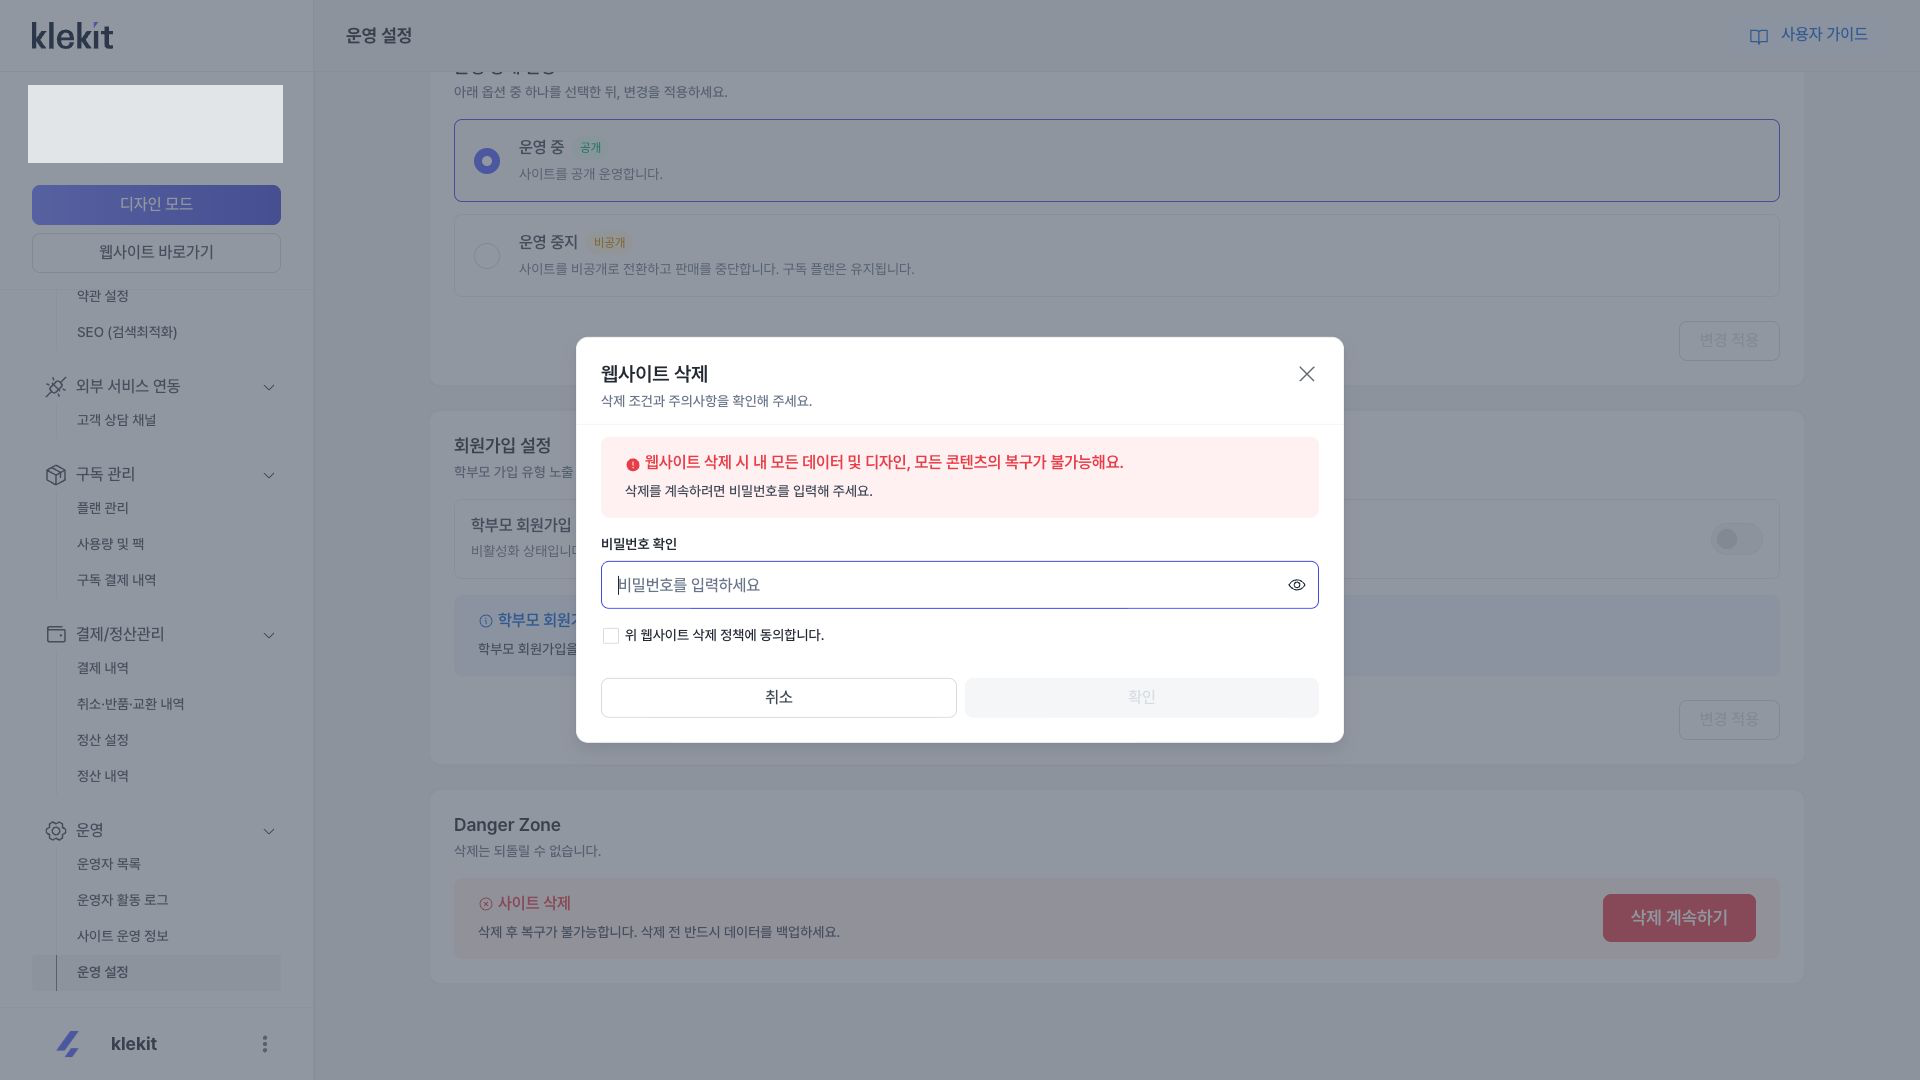 klekit
운영 설정
사용자 가이드
디자인 모드
웹사이트 바로가기
약관 설정
SEO (검색최적화)
외부 서비스 연동
고객 상담 채널
구독 관리
플랜 관리
사용량 및 팩
구독 결제 내역
결제/정산관리
결제 내역
취소·반품·교환 내역
정산 설정
정산 내역
운영
운영자 목록
운영자 활동 로그
사이트 운영 정보
운영 설정
klekit
아래 옵션 중 하나를 선택한 뒤, 변경을 적용하세요.
운영 중 공개
사이트를 공개 운영합니다.
운영 중지 비공개
사이트를 비공개로 전환하고 판매를 중단합니다. 구독 플랜은 유지됩니다.
변경 적용
회원가입 설정
학부모 가입 유형 노출
학부모 회원가입
비활성화 상태입니
학부모 회원
학부모 회원가입을
변경 적용
웹사이트 삭제
삭제 조건과 주의사항을 확인해 주세요.
웹사이트 삭제 시 내 모든 데이터 및 디자인, 모든 콘텐츠의 복구가 불가능해요.
삭제를 계속하려면 비밀번호를 입력해 주세요.
비밀번호 확인
비밀번호를 입력하세요
위 웹사이트 삭제 정책에 동의합니다.
취소
확인
Danger Zone
삭제는 되돌릴 수 없습니다.
사이트 삭제
삭제 후 복구가 불가능합니다. 삭제 전 반드시 데이터를 백업하세요.
삭제 계속하기